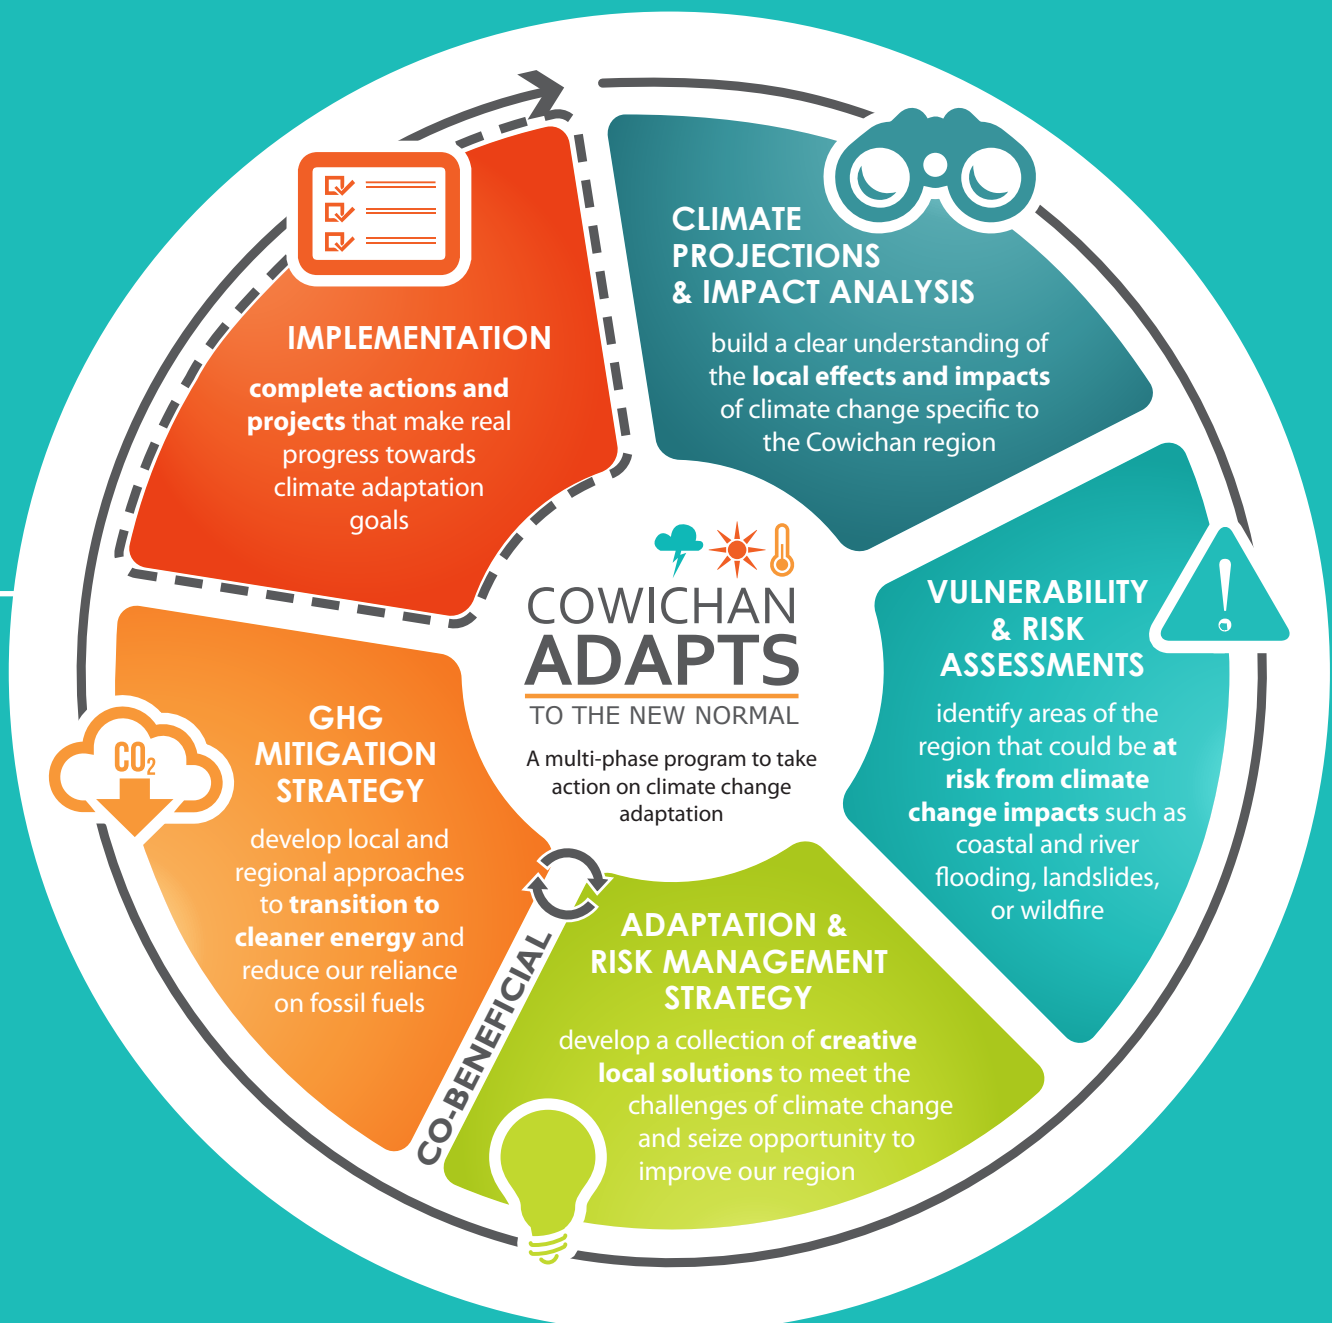 CLIMATE
PROJECTIONS
& IMPACT ANALYSIS
build a clear understanding of
the local effects and impacts
of climate change specific to
the Cowichan region
VULNERABILITY
& RISK
ASSESSMENTS
identify areas of the
region that could be at
risk from climate
change impacts such as
coastal and river
flooding, landslides,
or wildfire
ADAPTATION &
RISK MANAGEMENT
STRATEGY
develop a collection of creative
local solutions to meet the
challenges of climate change
and seize opportunity to
improve our region
CO-BENEFICIAL
CO2
GHG
MITIGATION
STRATEGY
develop local and
regional approaches
to transition to
cleaner energy and
reduce our reliance
on fossil fuels
IMPLEMENTATION
complete actions and
projects that make real
progress towards
climate adaptation
goals
COWICHAN
ADAPTS
TO THE NEW NORMAL
A multi-phase program to take
action on climate change
adaptation